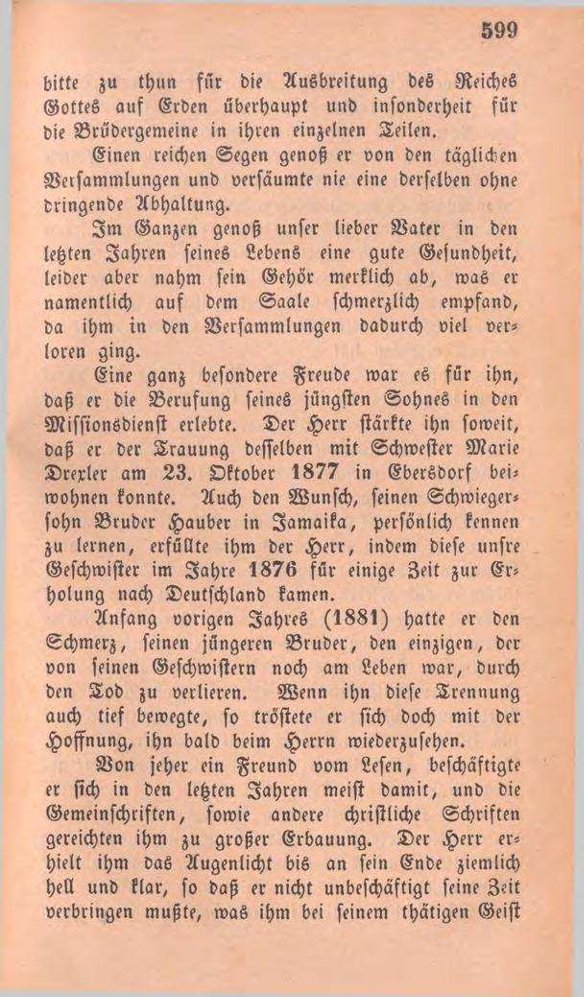 599
bitte zu thun für die Ausbreitung des Reiches
Gottes auf Erden überhaupt und insonderheit für
die Brüdergemeine in ihren einzelnen Teilen.
Einen reichen Segen genoß er von den täglichen
Versammlungen und versäumte nie eine derselben ohne
dringende Abhaltung.
Im Ganzen genoß unser lieber Vater in den
letzten Jahren seines Lebens eine gute Gesundheit,
leider aber nahm sein Gehör merklich ab, was er
namentlich auf dem Saale schmerzlich empfand,
da ihm in den Versammlungen dadurch viel ver-
loren ging.
Eine ganz besondere Freude war es für ihn,
daß er die Berufung seines jüngsten Sohnes in den
Missionsdienst erlebte. Der Herr stärkte ihn soweit,
daß er der Trauung desselben mit Schwester Marie
Drexler am 23. Oktober 1877 in Ebersdorf bei-
wohnen konnte. Auch den Wunsch, seinen Schwieger-
sohn Bruder Hauber in Jamaika, persönlich kennen
zu lernen, erfüllte ihm der Herr, indem diese unsre
Geschwister im Jahre 1876 für einige Zeit zur Er-
holung nach Deutschland kamen.
Anfang vorigen Jahres (1881) hatte er den
Schmerz, seinen jüngeren Bruder, den einzigen, der
von seinen Geschwistern noch am Leben war, durch
den Tod zu verlieren. Wenn ihn diese Trennung
auch tief bewegte, so tröstete er sich doch mit der
Hoffnung, ihn bald beim Herrn wiederzusehen.
Von jeher ein Freund vom Lesen, beschäftigte
er sich in den letzten Jahren meist damit, und die
Gemeinschriften, sowie andere christliche Schriften
gereichten ihm zu großer Erbauung. Der Herr er-
hielt ihm das Augenlicht bis an sein Ende ziemlich
hell und klar, so daß er nicht unbeschäftigt seine Zeit
verbringen mußte, was ihm bei seinem thätigen Geist